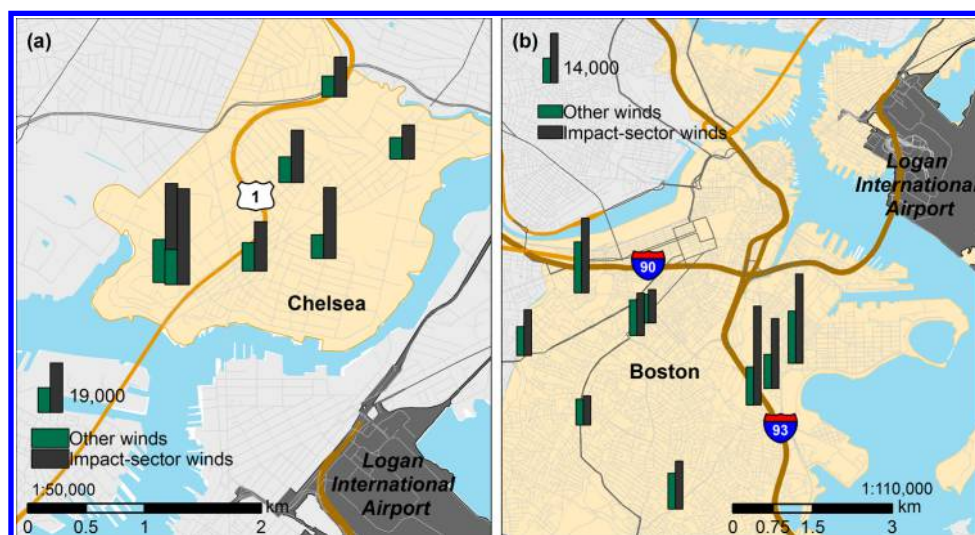 (a)
1
Chelsea
19,000
Other winds
Impact-sector winds
1:50,000
km
0 0.5 1 2
Logan
International
Airport
(b)
14,000
Other winds
Impact-sector winds
Logan
International
Airport
90
Boston
93
1:110,000
km
0 0.75 1.5 3